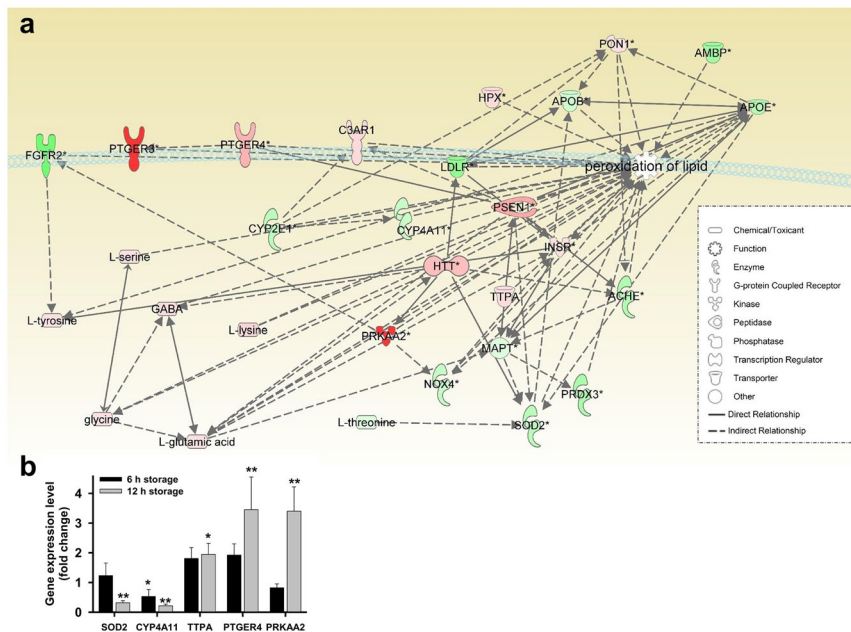 a
PON1*
AMBP*
HPX*
APOB*
APOE*
C3AR1
PTGER4*
PTGER3*
FGFR2*
LDLR*
peroxidation of lipid
PSEN1*
CYP2E1*
CYP4A11*
INSR*
L-serine
HTT*
TTPA
ACHE*
GABA
L-tyrosine
L-lysine
PRKAA2*
MAPT*
NOX4*
PRDX3*
glycine
L-threonine
SOD2*
L-glutamic acid
Chemical/Toxicant
Function
Enzyme
G-protein Coupled Receptor
Kinase
Peptidase
Phosphatase
Transcription Regulator
Transporter
Other
Direct Relationship
Indirect Relationship
b
Gene expression level
(fold change)
6 h storage
12 h storage
4
3
2
1
0
**
*
**
*
**
**
SOD2 CYP4A11 TTPA PTGER4 PRKAA2